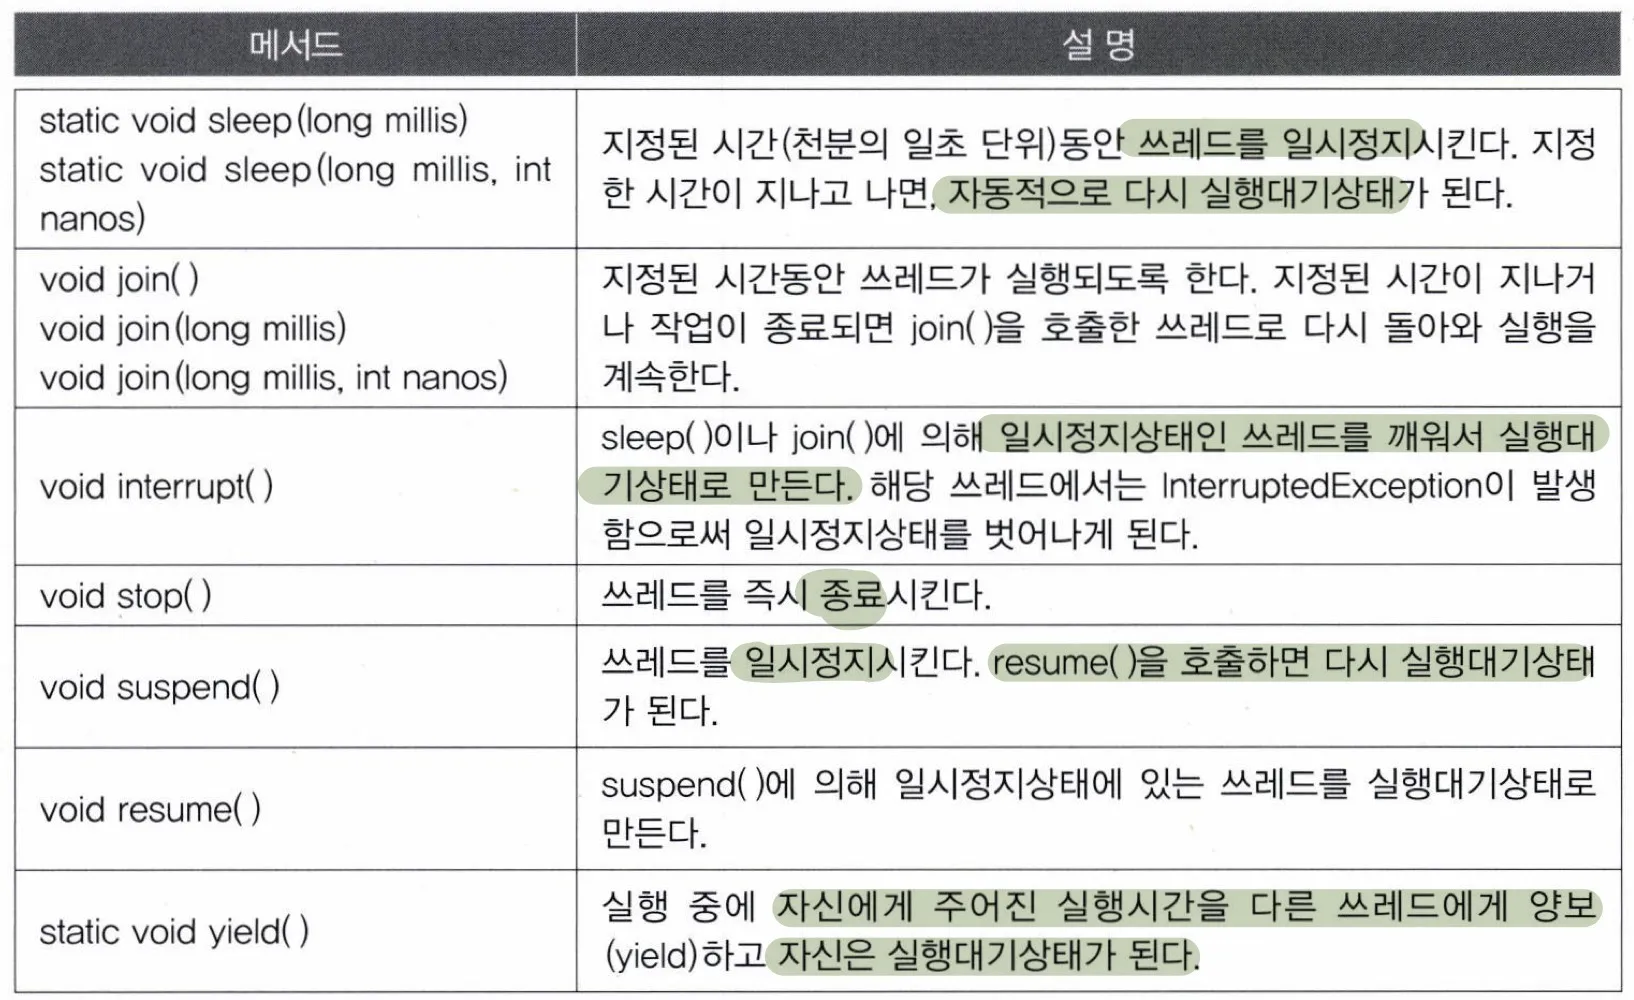 메서드
설 명
static void sleep(long millis)
static void sleep(long millis, int
nanos)
지정된 시간(천분의 일초 단위)동안 쓰레드를 일시정지시킨다. 지정
한 시간이 지나고 나면, 자동적으로 다시 실행대기상태가 된다.
void join( )
void join(long millis)
void join(long millis, int nanos)
지정된 시간동안 쓰레드가 실행되도록 한다. 지정된 시간이 지나거
나 작업이 종료되면 join( )을 호출한 쓰레드로 다시 돌아와 실행을
계속한다.
void interrupt( )
sleep( )이나 join( )에 의해 일시정지상태인 쓰레드를 깨워서 실행대
기상태로 만든다. 해당 쓰레드에서는 InterruptedException이 발생
함으로써 일시정지상태를 벗어나게 된다.
void stop( )
쓰레드를 즉시 종료시킨다.
void suspend( )
쓰레드를 일시정지시킨다. resume( )을 호출하면 다시 실행대기상태
가 된다.
void resume( )
suspend( )에 의해 일시정지상태에 있는 쓰레드를 실행대기상태로
만든다.
static void yield( )
실행 중에 자신에게 주어진 실행시간을 다른 쓰레드에게 양보
(yield)하고 자신은 실행대기상태가 된다.